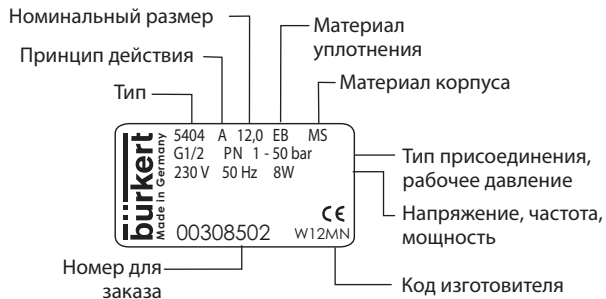 Номинальный размер
Принцип действия
Тип
Материал
уплотнения
Материал корпуса
bürkert
Made in Germany
5404 A 12,0 EB MS
G1/2 PN 1 - 50 bar
230 V 50 Hz 8W
CE
00308502 W12MN
Тип присоединения,
рабочее давление
Напряжение, частота,
мощность
Номер для
заказа
Код изготовителя